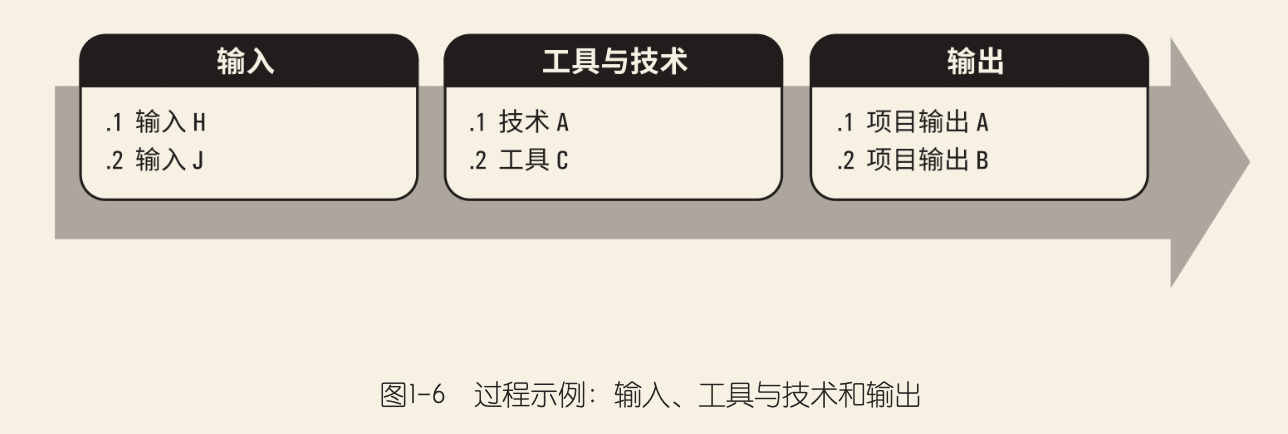 输入
.1 输入 H
.2 输入 J
工具与技术
.1 技术 A
.2 工具 C
输出
.1 项目输出 A
.2 项目输出 B
图1-6 过程示例：输入、工具与技术和输出